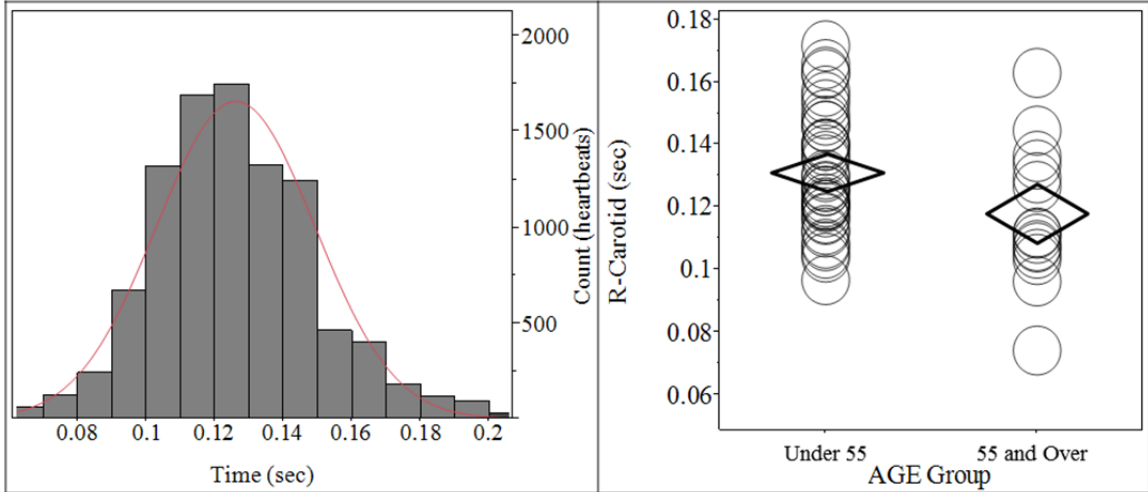 2000
1500
1000
500
Count (heartbeats)
0.08 0.1 0.12 0.14 0.16 0.18 0.2
Time (sec)
0.18
0.16
0.14
0.12
0.1
0.08
0.06
R-Carotid (sec)
Under 55 55 and Over
AGE Group